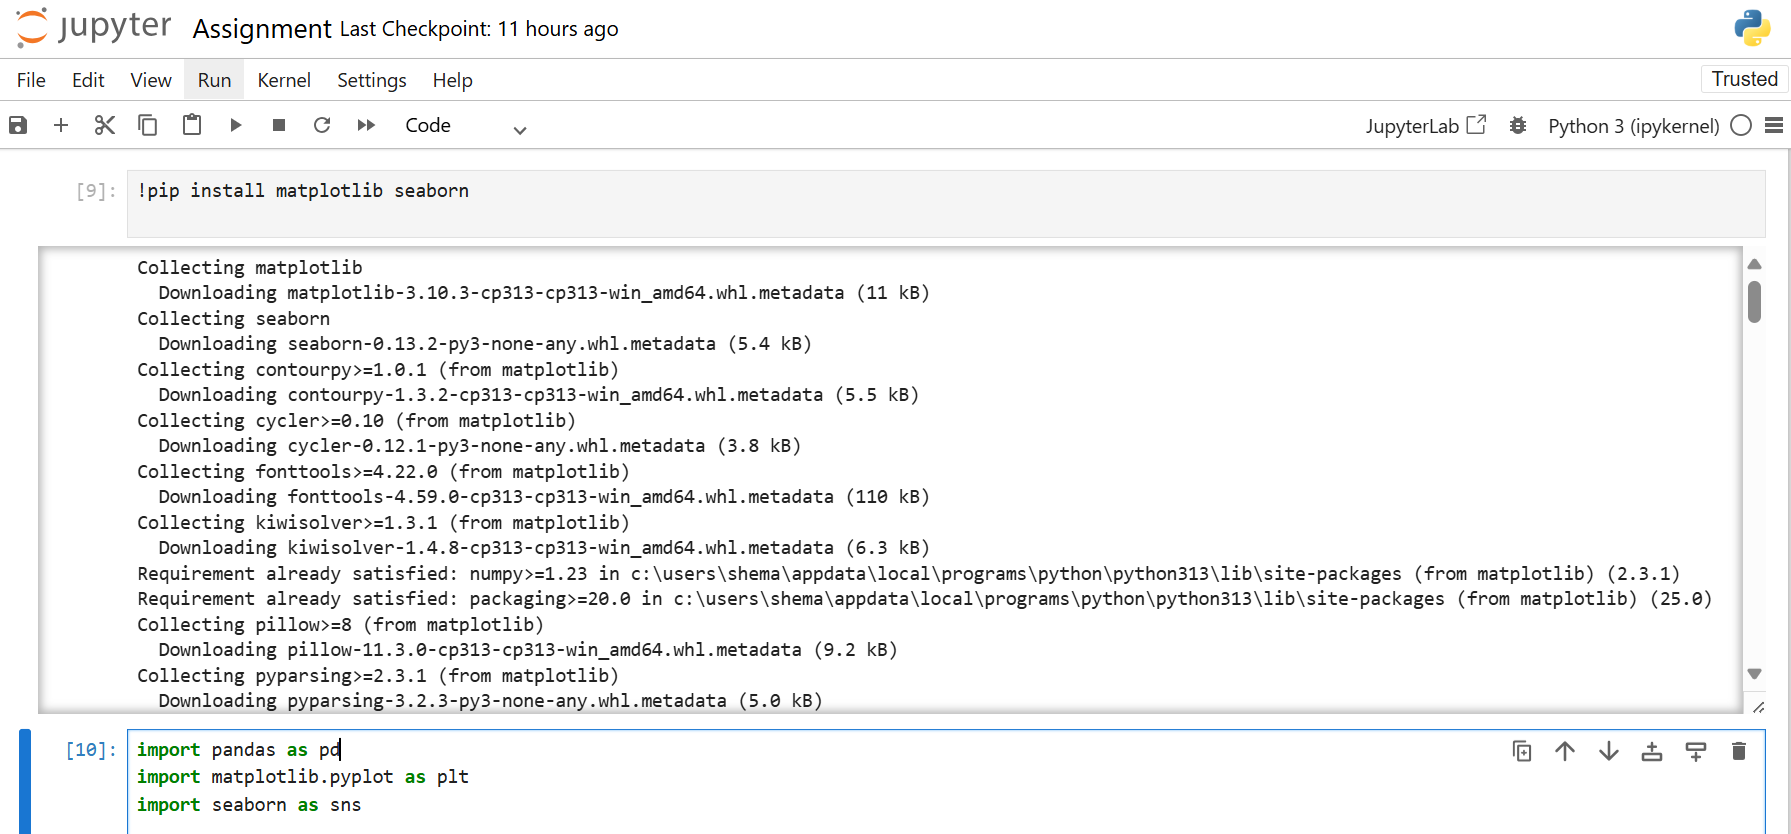 jupyter Assignment Last Checkpoint: 11 hours ago
File Edit View Run Kernel Settings Help Trusted
Code JupyterLab Python 3 (ipykernel)
[9]: !pip install matplotlib seaborn
Collecting matplotlib
  Downloading matplotlib-3.10.3-cp313-cp313-win_amd64.whl.metadata (11 kB)
Collecting seaborn
  Downloading seaborn-0.13.2-py3-none-any.whl.metadata (5.4 kB)
Collecting contourpy>=1.0.1 (from matplotlib)
  Downloading contourpy-1.3.2-cp313-cp313-win_amd64.whl.metadata (5.5 kB)
Collecting cycler>=0.10 (from matplotlib)
  Downloading cycler-0.12.1-py3-none-any.whl.metadata (3.8 kB)
Collecting fonttools>=4.22.0 (from matplotlib)
  Downloading fonttools-4.59.0-cp313-cp313-win_amd64.whl.metadata (110 kB)
Collecting kiwisolver>=1.3.1 (from matplotlib)
  Downloading kiwisolver-1.4.8-cp313-cp313-win_amd64.whl.metadata (6.3 kB)
Requirement already satisfied: numpy>=1.23 in c:\users\shema\appdata\local\programs\python\python313\lib\site-packages (from matplotlib) (2.3.1)
Requirement already satisfied: packaging>=20.0 in c:\users\shema\appdata\local\programs\python\python313\lib\site-packages (from matplotlib) (25.0)
Collecting pillow>=8 (from matplotlib)
  Downloading pillow-11.3.0-cp313-cp313-win_amd64.whl.metadata (9.2 kB)
Collecting pyparsing>=2.3.1 (from matplotlib)
  Downloading pyparsing-3.2.3-py3-none-any.whl.metadata (5.0 kB)
[10]: import pandas as pd
import matplotlib.pyplot as plt
import seaborn as sns